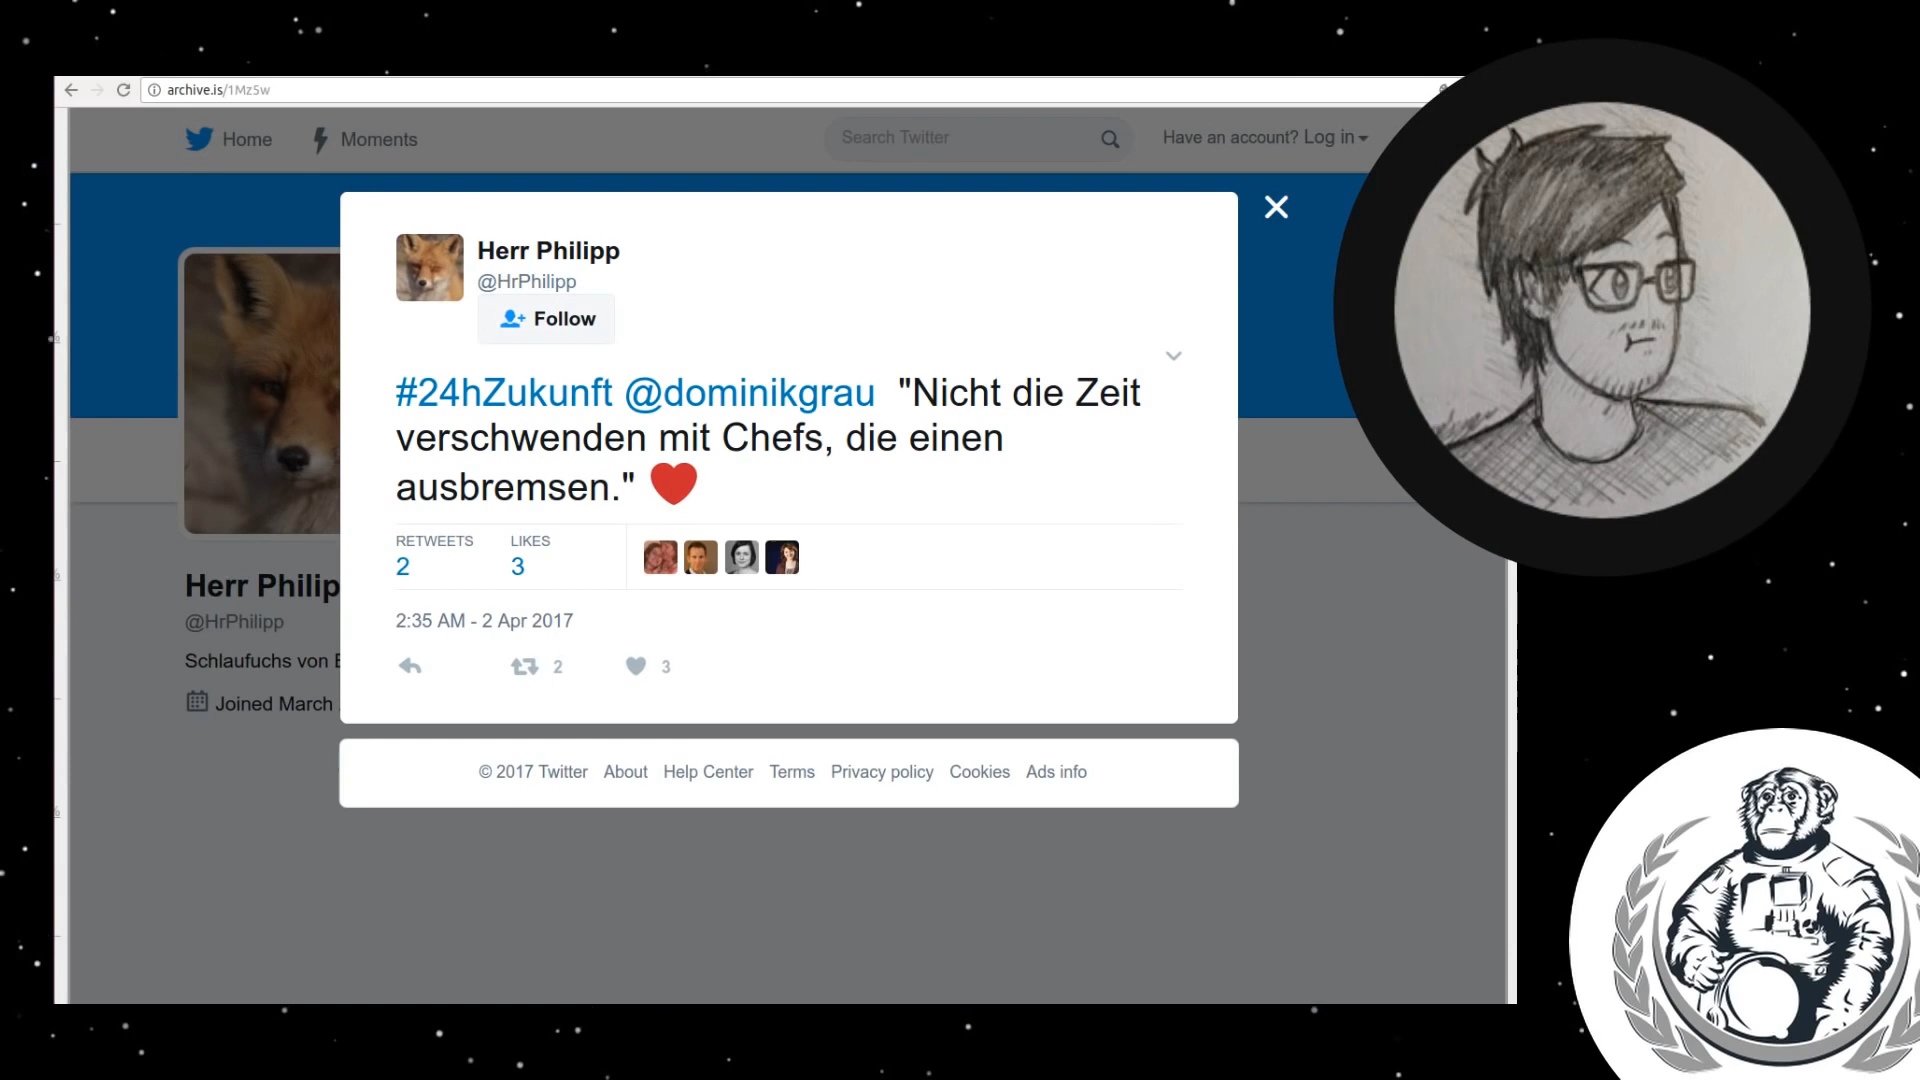 archive.is/1Mz5w
Home
Moments
Search Twitter
Have an account? Log in
Herr Philipp
@HrPhilipp
Follow
#24hZukunft @dominikgrau "Nicht die Zeit
verschwenden mit Chefs, die einen
ausbremsen." ❤
RETWEETS
2
LIKES
3
2:35 AM - 2 Apr 2017
2
3
© 2017 Twitter About Help Center Terms Privacy policy Cookies Ads info
Herr Philip
@HrPhilipp
Schlaufuchs von
Joined March